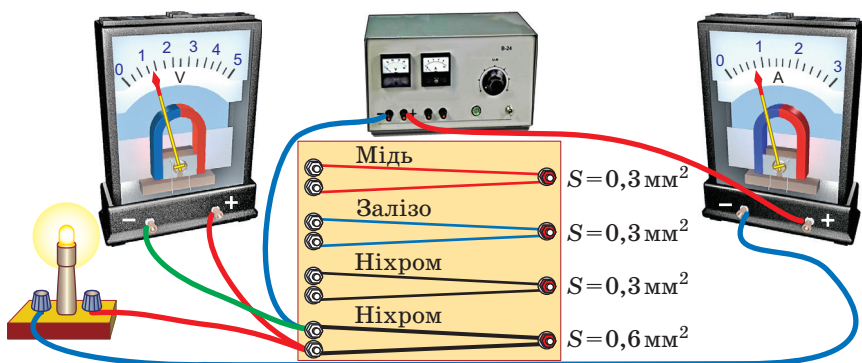 0 1 2 3 4 5
V
− +
В-24
− +
0 1 2 3
A
− +
Мідь
S=0,3 мм²
Залізо
S=0,3 мм²
Ніхром
S=0,3 мм²
Ніхром
S=0,6 мм²